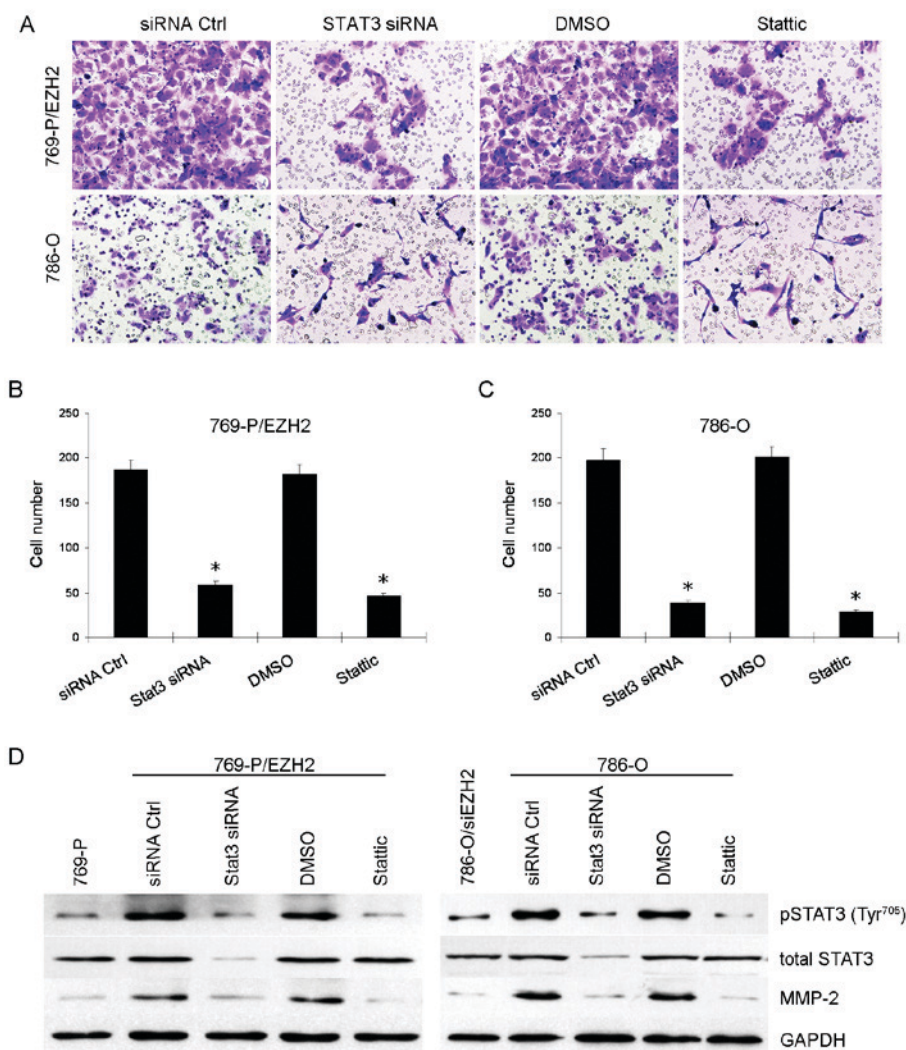 A
siRNA Ctrl STAT3 siRNA DMSO Stattic
769-P/EZH2
786-O
B
769-P/EZH2
Cell number
250
200
150
100
50
0
* *
siRNA Ctrl Stat3 siRNA DMSO Stattic
C
786-O
Cell number
250
200
150
100
50
0
* *
siRNA Ctrl Stat3 siRNA DMSO Stattic
D
769-P/EZH2
769-P siRNA Ctrl Stat3 siRNA DMSO Stattic
786-O
786-O/siEZH2 siRNA Ctrl Stat3 siRNA DMSO Stattic
pSTAT3 (Tyr⁷⁰⁵)
total STAT3
MMP-2
GAPDH